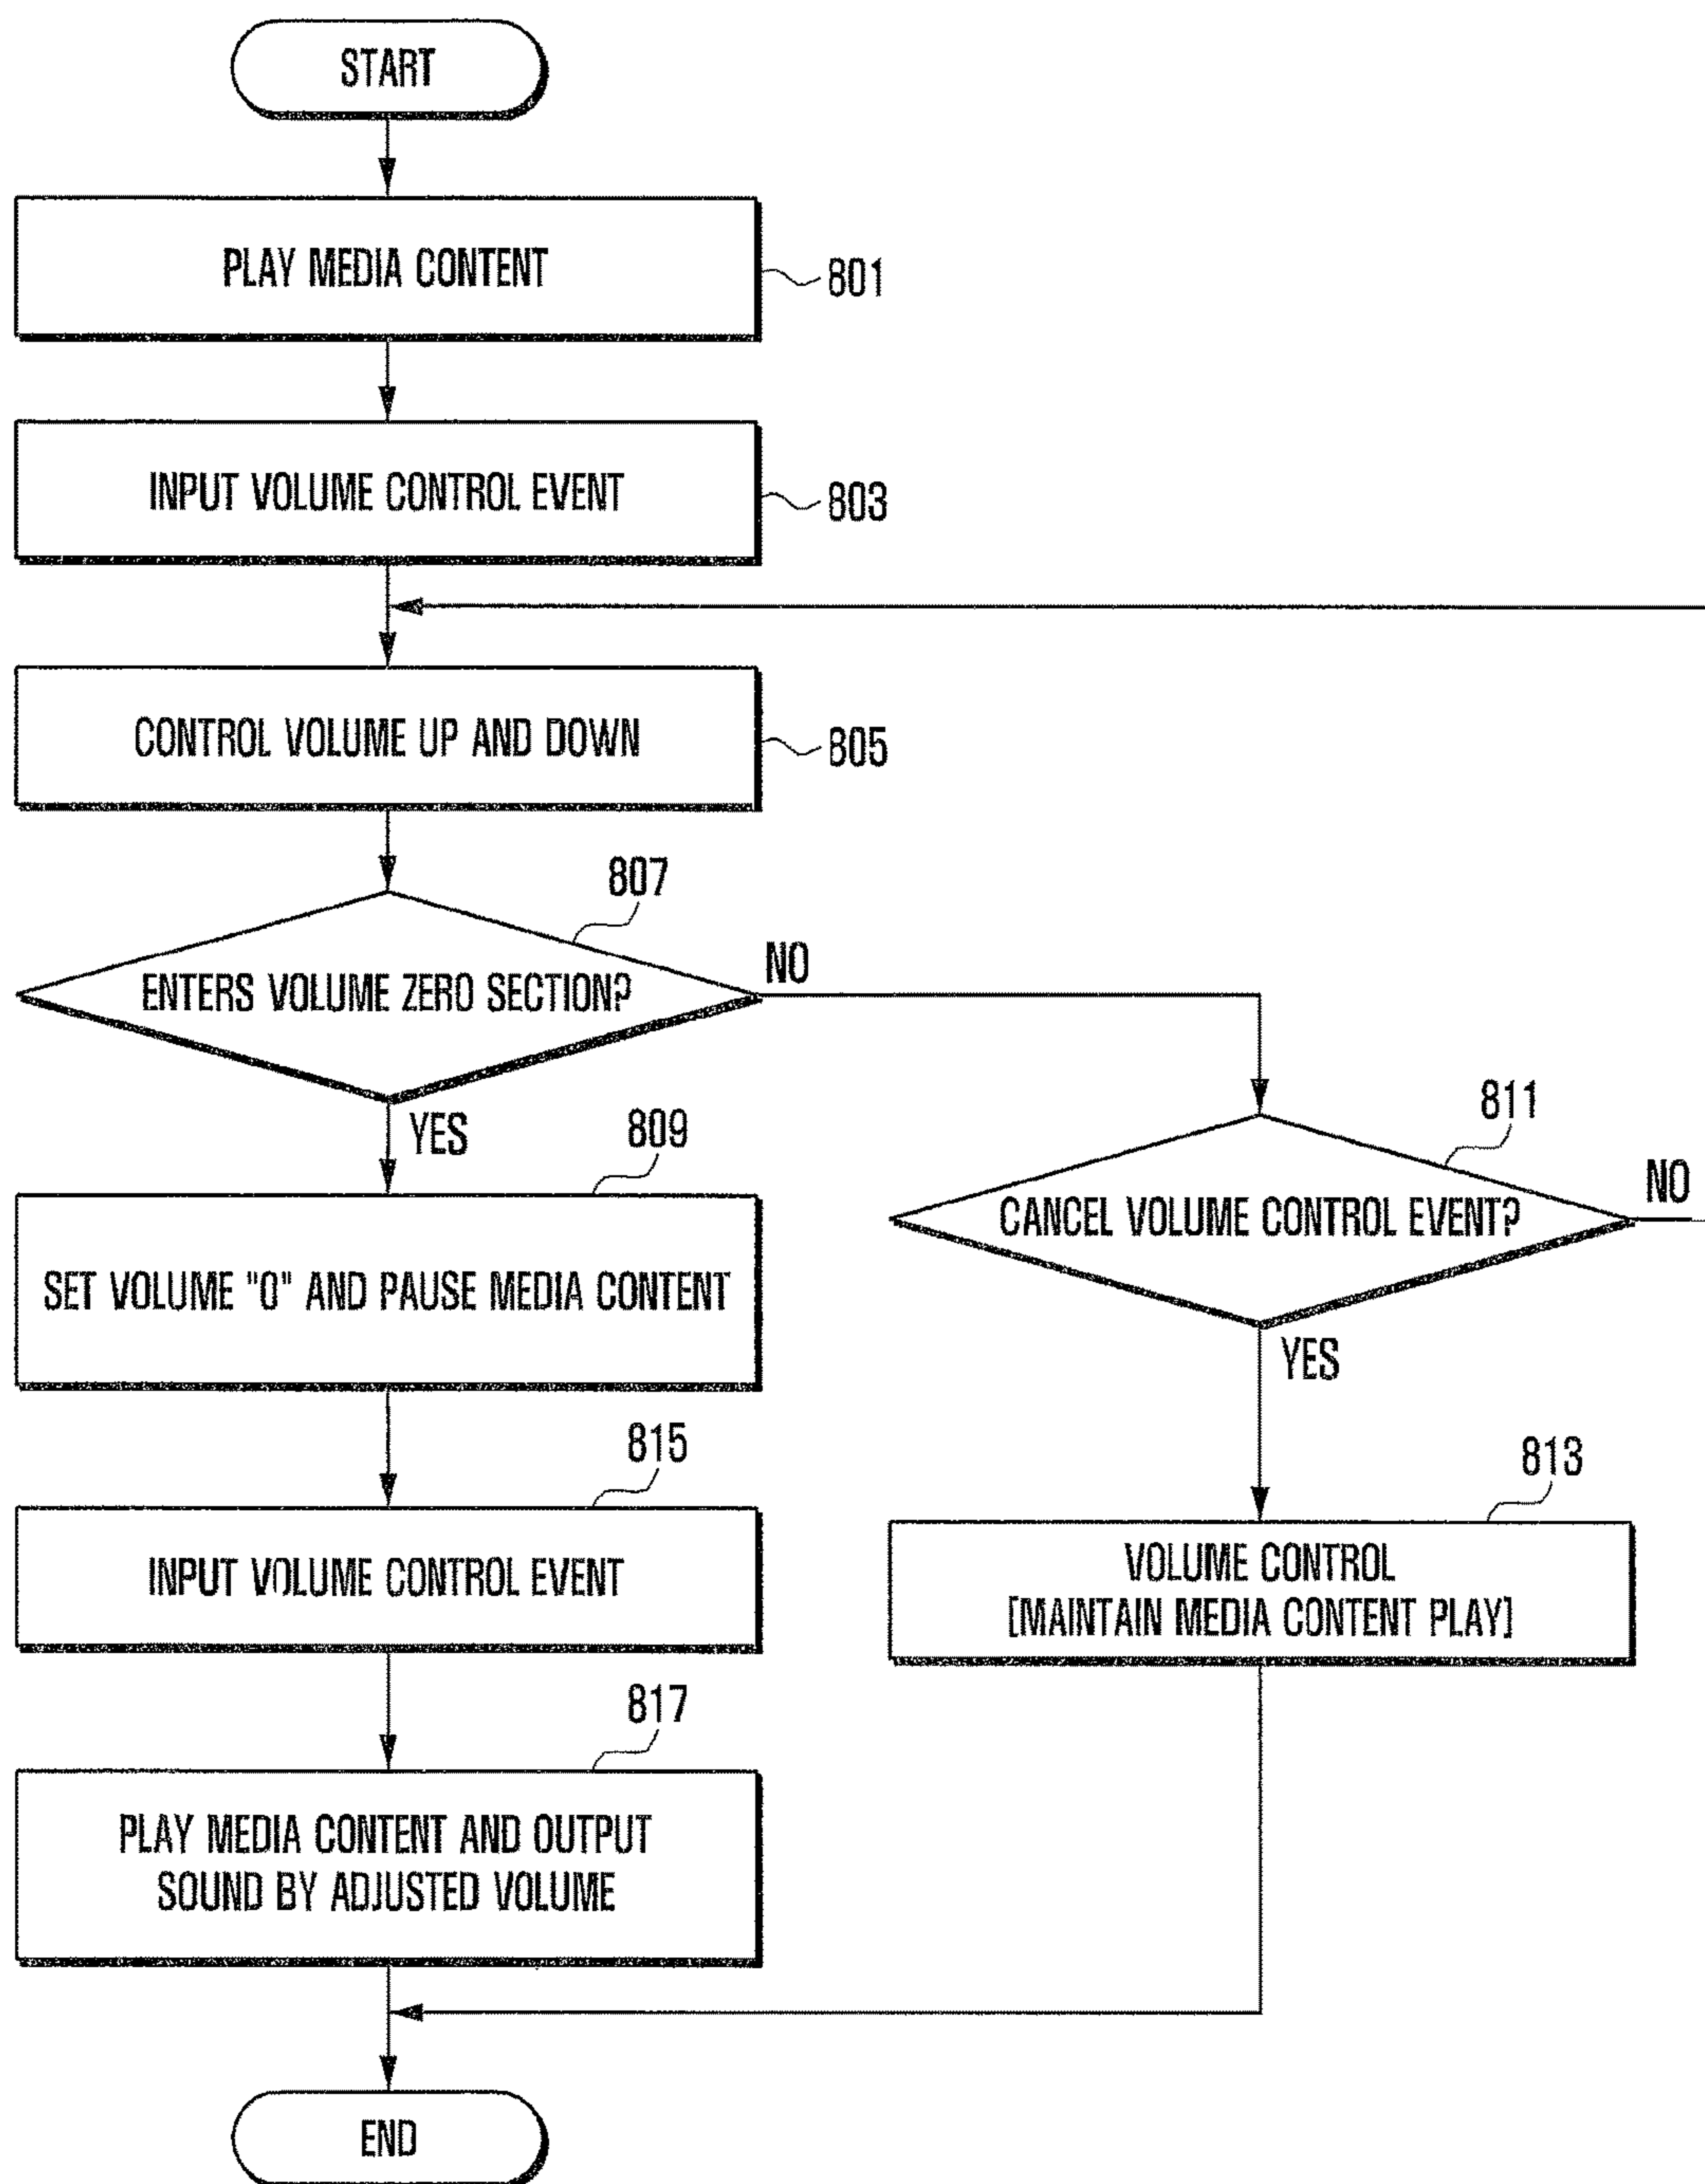 START
PLAY MEDIA CONTENT
801
INPUT VOLUME CONTROL EVENT
803
CONTROL VOLUME UP AND DOWN
805
807
ENTERS VOLUME ZERO SECTION?
NO
YES
809
SET VOLUME "0" AND PAUSE MEDIA CONTENT
811
CANCEL VOLUME CONTROL EVENT?
NO
YES
815
INPUT VOLUME CONTROL EVENT
813
VOLUME CONTROL
[MAINTAIN MEDIA CONTENT PLAY]
817
PLAY MEDIA CONTENT AND OUTPUT
SOUND BY ADJUSTED VOLUME
END